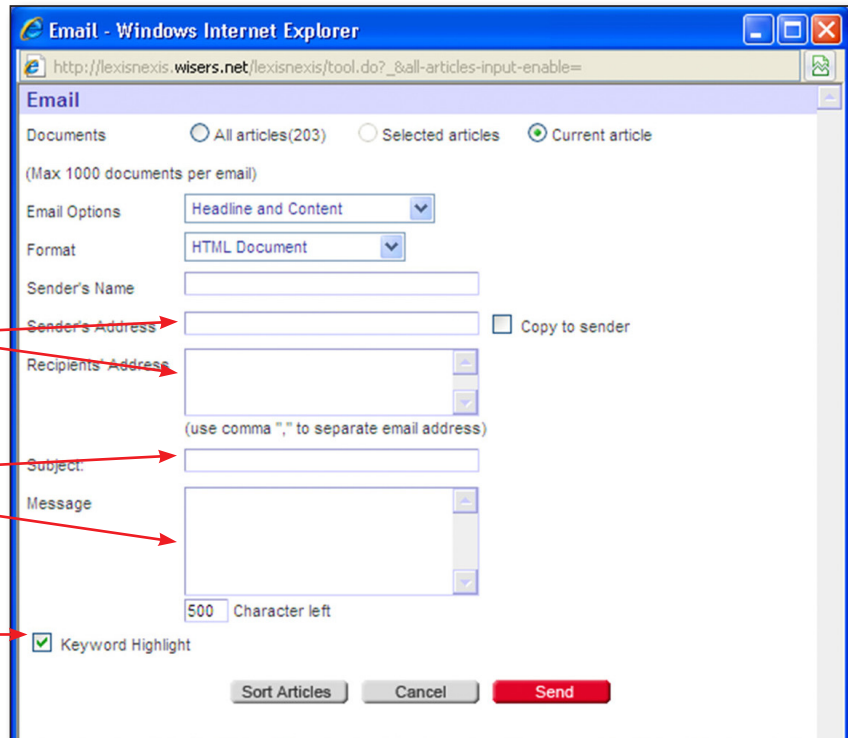 Email - Windows Internet Explorer
http://lexisnexis.wisers.net/lexisnexis/tool.do?_&all-articles-input-enable=
Email
Documents All articles(203) Selected articles Current article
(Max 1000 documents per email)
Email Options Headline and Content
Format HTML Document
Sender's Name
Sender's Address Copy to sender
Recipients' Address
(use comma "," to separate email address)
Subject:
Message
500 Character left
Keyword Highlight
Sort Articles Cancel Send